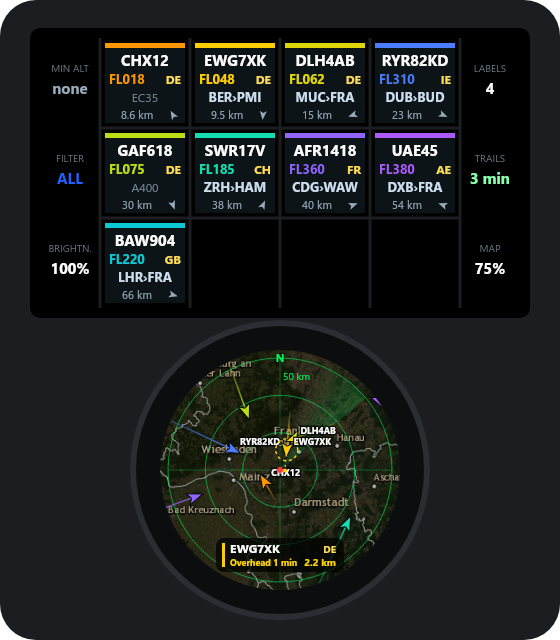 MIN ALT
none
FILTER
ALL
BRIGHTN.
100%
CHX12
FL018 DE
EC35
8.6 km
EWG7XK
FL048 DE
BER›PMI
9.5 km
DLH4AB
FL062 DE
MUC›FRA
15 km
RYR82KD
FL310 IE
DUB›BUD
23 km
GAF618
FL075 DE
A400
30 km
SWR17V
FL185 CH
ZRH›HAM
38 km
AFR1418
FL360 FR
CDG›WAW
40 km
UAE45
FL380 AE
DXB›FRA
54 km
BAW904
FL220 GB
LHR›FRA
66 km
LABELS
4
TRAILS
3 min
MAP
75%
N
50 km
er Lahn
DLH4AB
RYR82KD
EWG7XK
Hanau
CHX12
Darmstadt
Bad Kreuznach
EWG7XK DE
Overhead 1 min 2.2 km